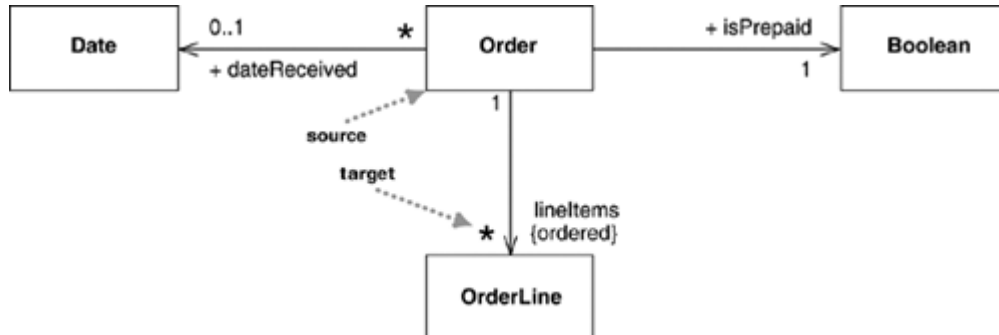 Date
0..1
*
+ dateReceived
Order
+ isPrepaid
1
Boolean
source
1
target
*
lineItems
{ordered}
OrderLine